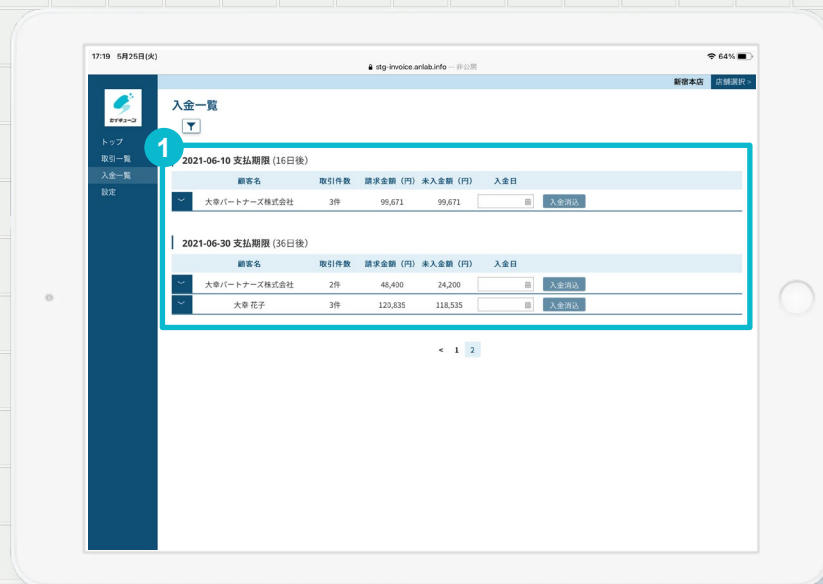 17:19 5月25日(火)
stg-invoice.anlab.info — 非公開
64%
新宿本店 店舗選択 >
入金一覧
トップ
取引一覧
入金一覧
設定
1
2021-06-10 支払期限 (16日後)
顧客名 取引件数 請求金額（円） 未入金額（円） 入金日
大幸パートナーズ株式会社 3件 99,671 99,671 入金消込
2021-06-30 支払期限 (36日後)
顧客名 取引件数 請求金額（円） 未入金額（円） 入金日
大幸パートナーズ株式会社 2件 48,400 24,200 入金消込
大幸 花子 3件 120,835 118,535 入金消込
< 1 2